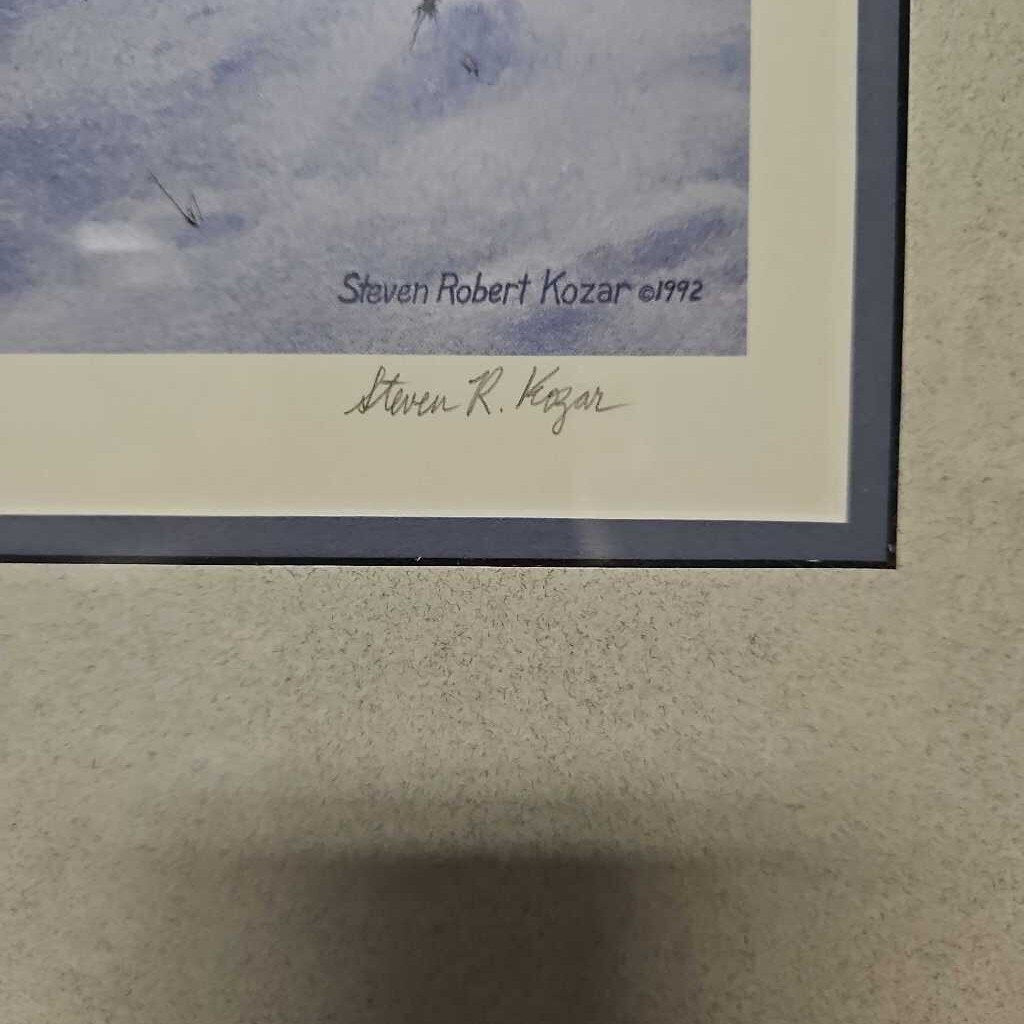 Steven Robert Kozar ©1992
Steven R. Kozar